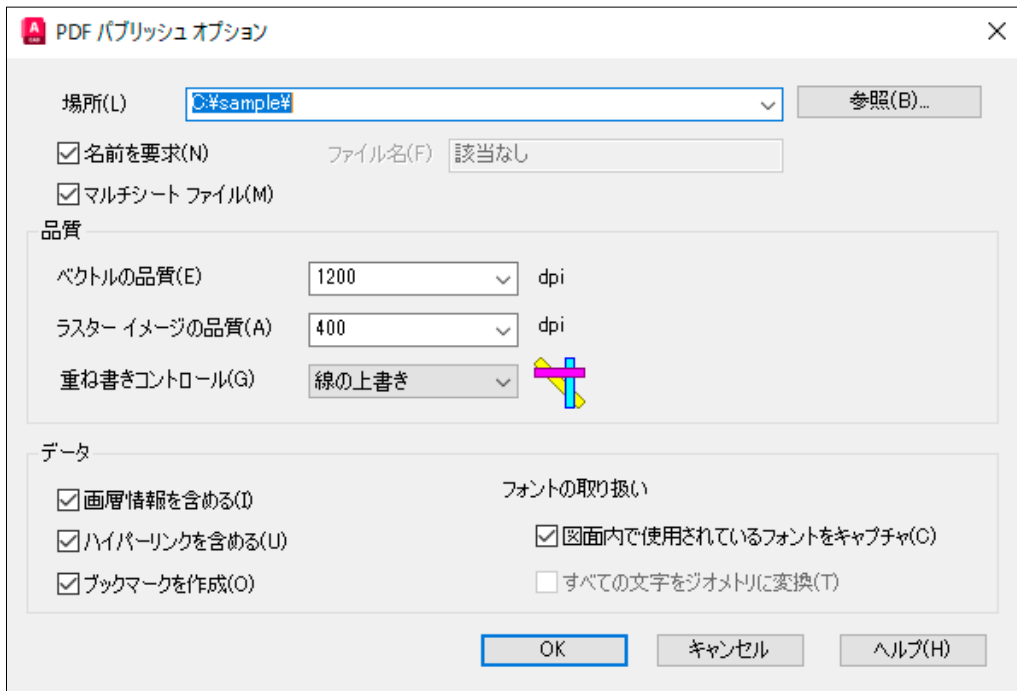 PDF パブリッシュ オプション
場所(L) C:¥sample¥ 参照(B)...
名前を要求(N) ファイル名(F) 該当なし
マルチシート ファイル(M)
品質
ベクトルの品質(E) 1200 dpi
ラスター イメージの品質(A) 400 dpi
重ね書きコントロール(G) 線の上書き
データ
画層情報を含める(I) フォントの取り扱い
ハイパーリンクを含める(U) 図面内で使用されているフォントをキャプチャ(C)
ブックマークを作成(O) すべての文字をジオメトリに変換(T)
OK キャンセル ヘルプ(H)